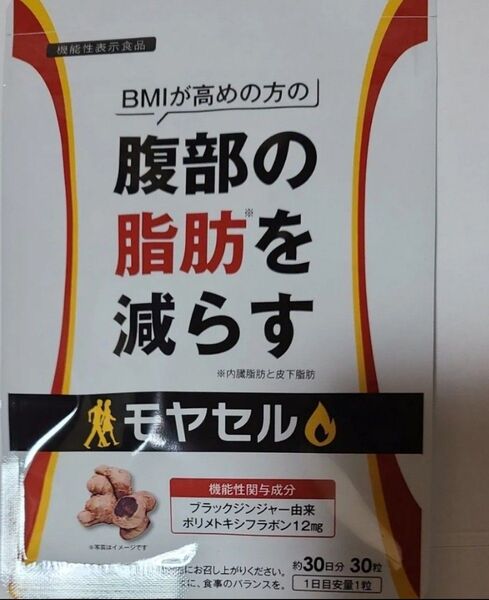 機能性表示食品
BMIが高めの方の
腹部の
脂肪※を
減らす
※内臓脂肪と皮下脂肪
モヤセル
機能性関与成分
ブラックジンジャー由来
ポリメトキシフラボン12mg
※写真はイメージです
にお召し上がりください。
に、食事のバランスを。
約30日分 30粒
1日目安量1粒